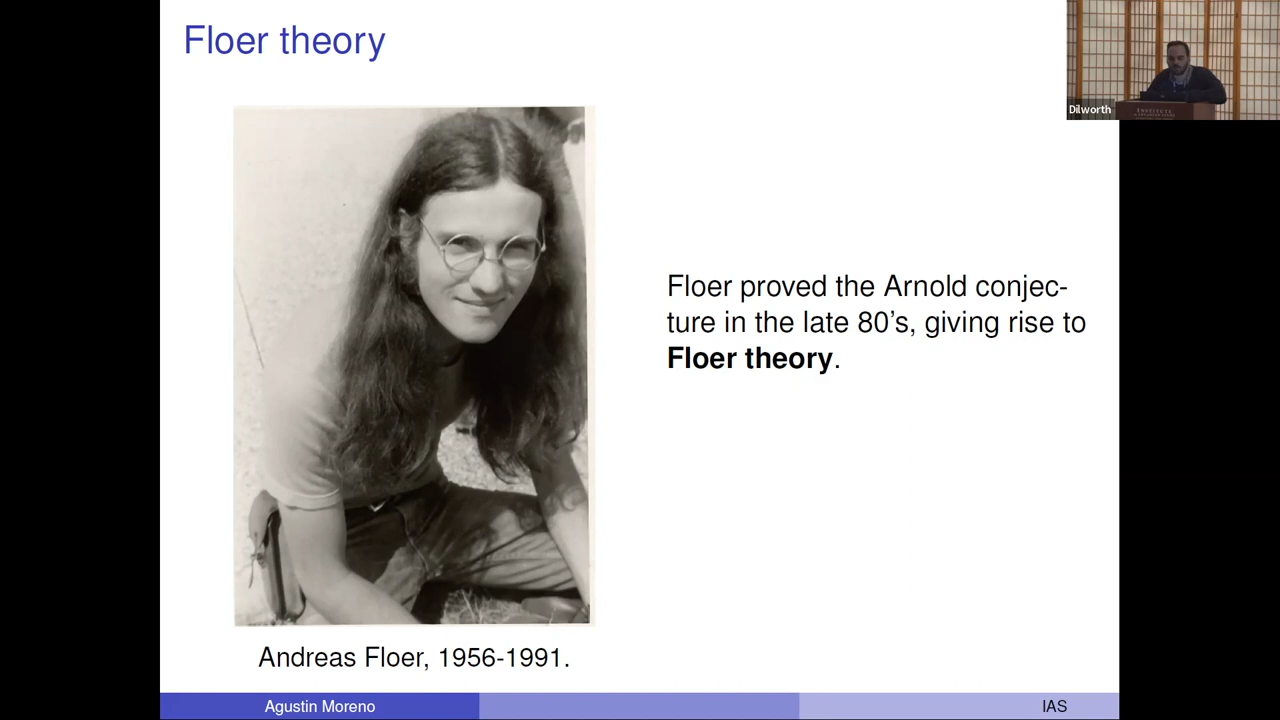 Floer theory
Dilworth
INSTITUTE
Floer proved the Arnold conjec-
ture in the late 80's, giving rise to
Floer theory.
Andreas Floer, 1956-1991.
Agustin Moreno
IAS